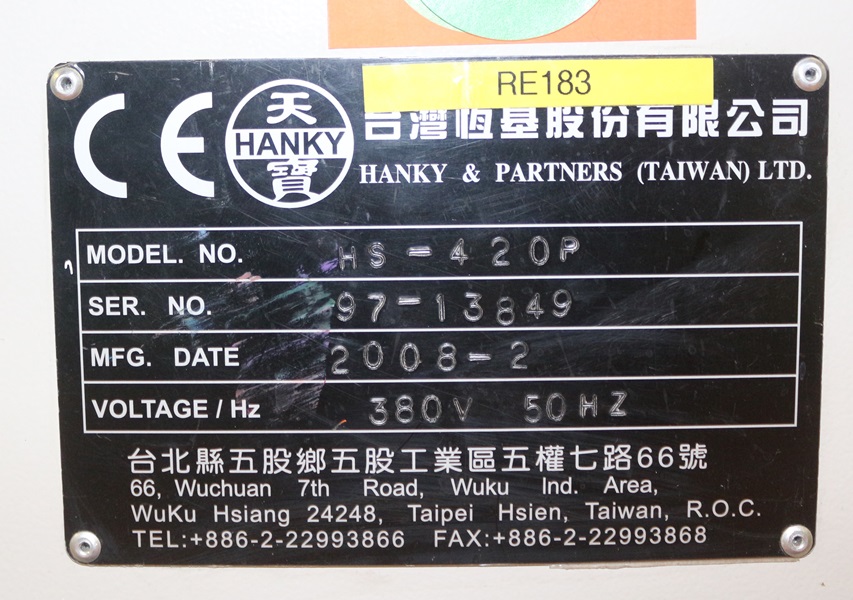 RE183
CE
天
HANKY
寶
台灣恆基股份有限公司
HANKY & PARTNERS (TAIWAN) LTD.
MODEL. NO. HS-420P
SER. NO. 97-13849
MFG. DATE 2008-2
VOLTAGE / Hz 380V 50HZ
台北縣五股鄉五股工業區五權七路66號
66, Wuchuan 7th Road, Wuku Ind. Area,
WuKu Hsiang 24248, Taipei Hsien, Taiwan, R.O.C.
TEL:+886-2-22993866 FAX:+886-2-22993868